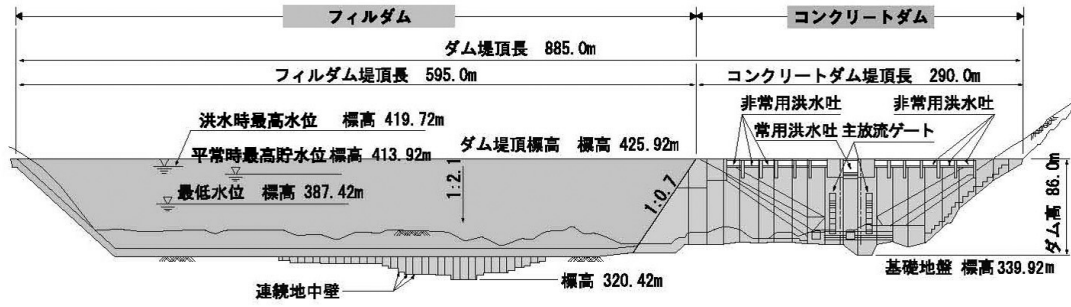 フィルダム
コンクリートダム
ダム堤頂長 885.0m
フィルダム堤頂長 595.0m
コンクリートダム堤頂長 290.0m
非常用洪水吐
非常用洪水吐
常用洪水吐 主放流ゲート
洪水時最高水位 標高 419.72m
ダム堤頂標高 425.92m
平常時最高貯水位 標高 413.92m
最低水位 標高 387.42m
1:2.1
1:0.7
ダム高 86.0m
基礎地盤 標高339.92m
標高 320.42m
連続地中壁